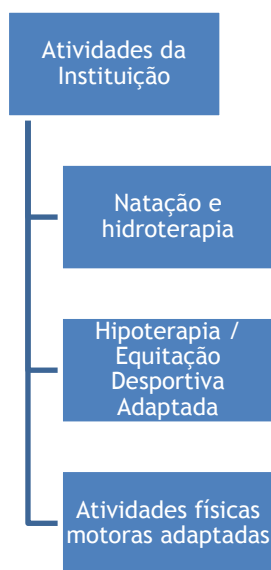 Atividades da
Instituição
Natação e
hidroterapia
Hipoterapia /
Equitação
Desportiva
Adaptada
Atividades físicas
motoras adaptadas